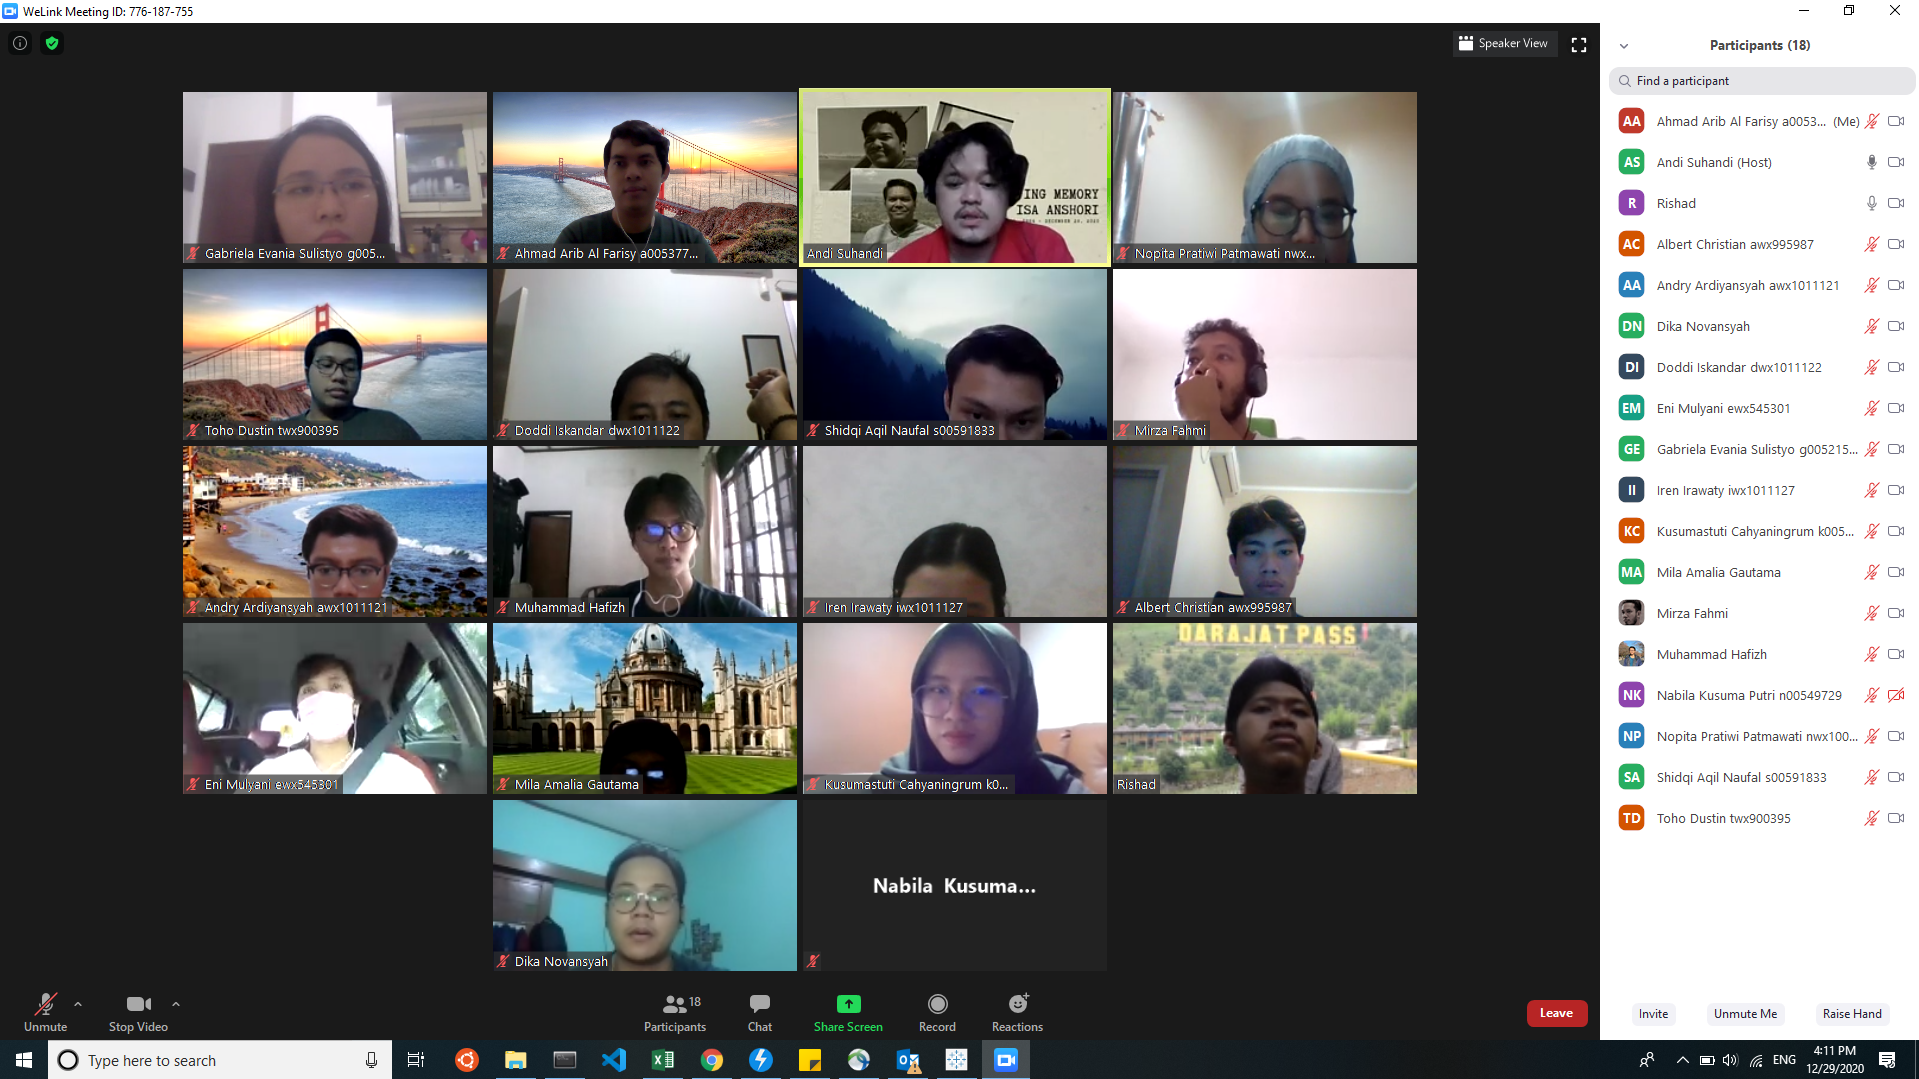 WeLink Meeting ID: 776-187-755
Speaker View
Gabriela Evania Sulistyo g005...
Ahmad Arib Al Farisy a005377...
ING MEMORY
ISA ANSHORI
Andi Suhandi
Nopita Pratiwi Patmawati nwx...
Toho Dustin twx900395
Doddi Iskandar dwx1011122
Shidqi Aqil Naufal s00591833
Mirza Fahmi
Andry Ardiyansyah awx1011121
Muhammad Hafizh
Iren Irawaty iwx1011127
Albert Christian awx995987
Eni Mulyani ewx545301
Mila Amalia Gautama
Kusumastuti Cahyaningrum k0...
DARAJAT PASS
Rishad
Dika Novansyah
Nabila Kusuma...
Unmute
Stop Video
18
Participants
Chat
Share Screen
Record
Reactions
Leave
Participants (18)
Find a participant
AA Ahmad Arib Al Farisy a0053... (Me)
AS Andi Suhandi (Host)
R Rishad
AC Albert Christian awx995987
AA Andry Ardiyansyah awx1011121
DN Dika Novansyah
DI Doddi Iskandar dwx1011122
EM Eni Mulyani ewx545301
GE Gabriela Evania Sulistyo g005215...
II Iren Irawaty iwx1011127
KC Kusumastuti Cahyaningrum k005...
MA Mila Amalia Gautama
Mirza Fahmi
Muhammad Hafizh
NK Nabila Kusuma Putri n00549729
NP Nopita Pratiwi Patmawati nwx100...
SA Shidqi Aqil Naufal s00591833
TD Toho Dustin twx900395
Invite
Unmute Me
Raise Hand
Type here to search
ENG
4:11 PM
12/29/2020